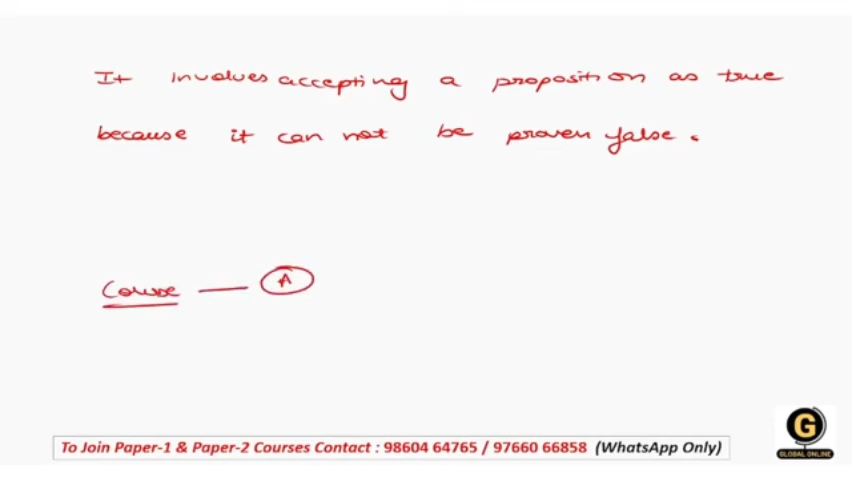 It involves accepting a proposition as true
because it can not be proven false.
Course — A
To Join Paper-1 & Paper-2 Courses Contact : 98604 64765 / 97660 66858 (WhatsApp Only)
G
GLOBAL ONLINE